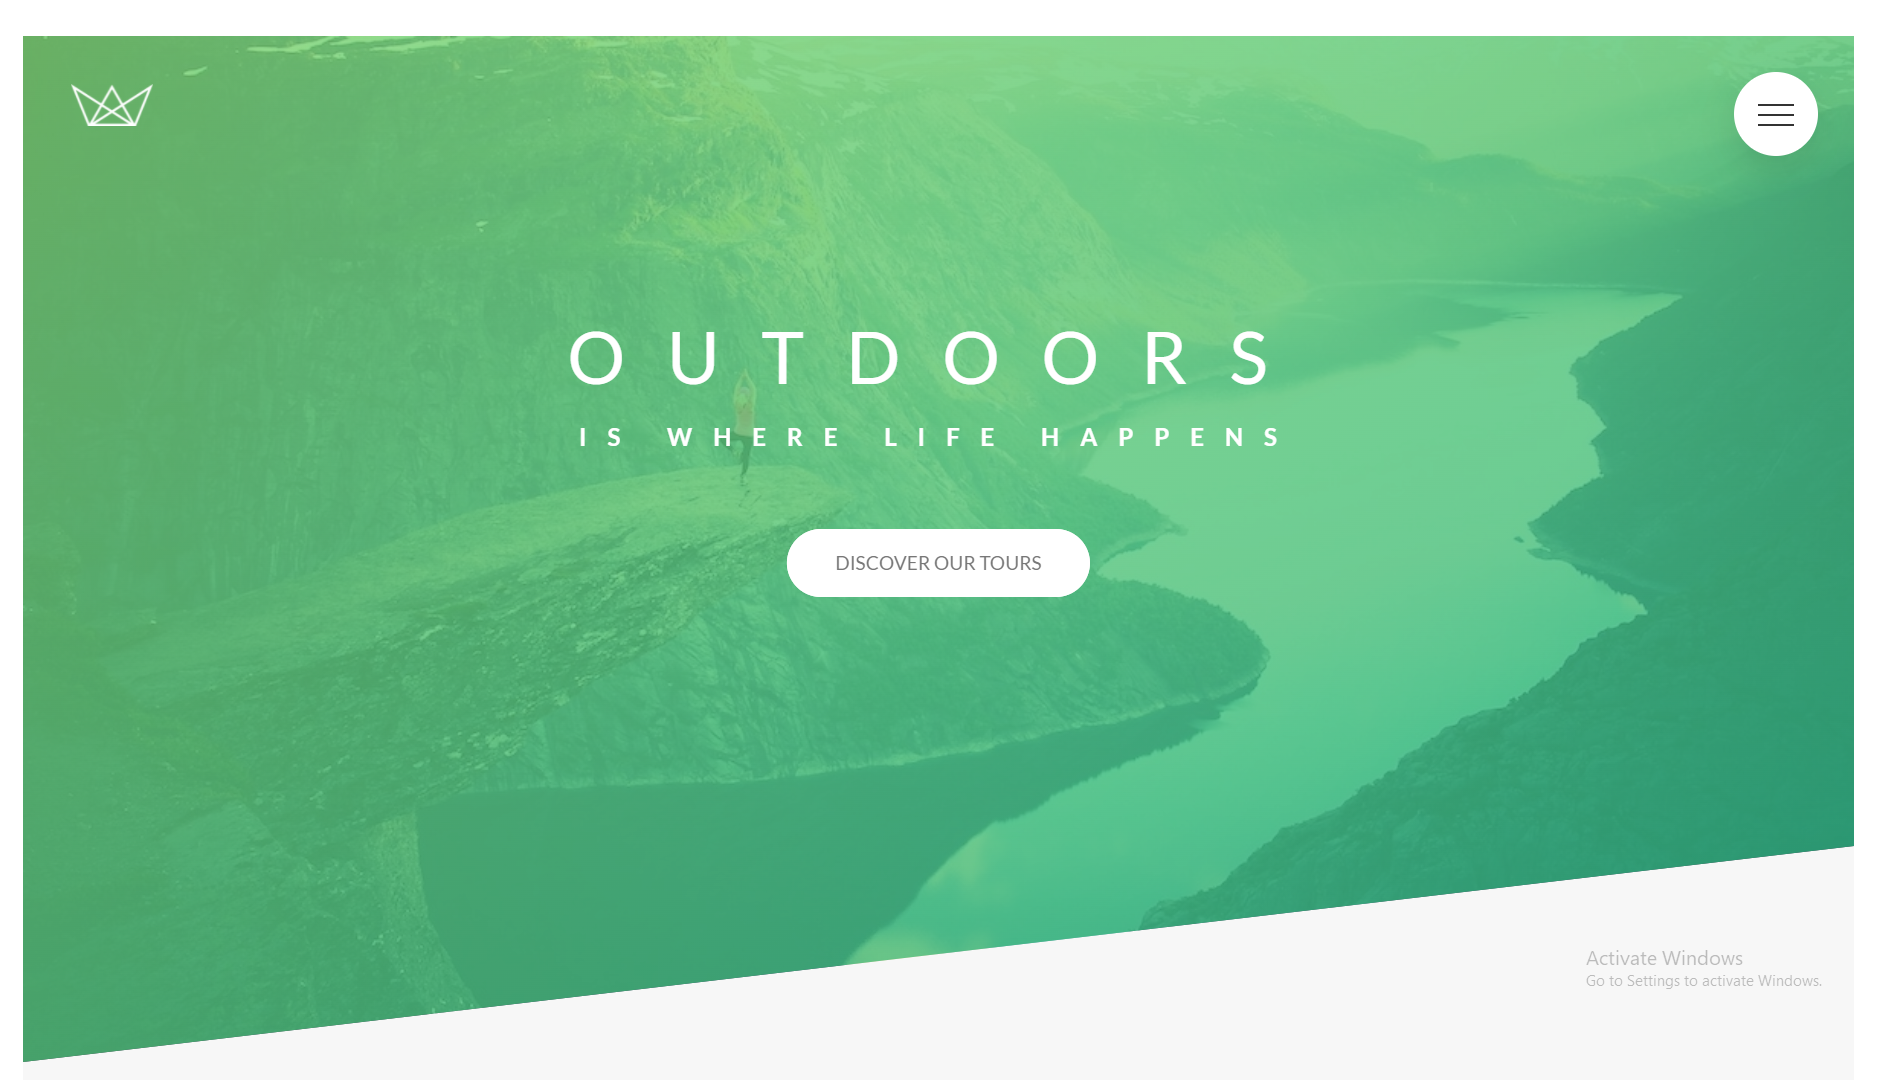 OUTDOORS
IS WHERE LIFE HAPPENS
DISCOVER OUR TOURS
Activate Windows
Go to Settings to activate Windows.